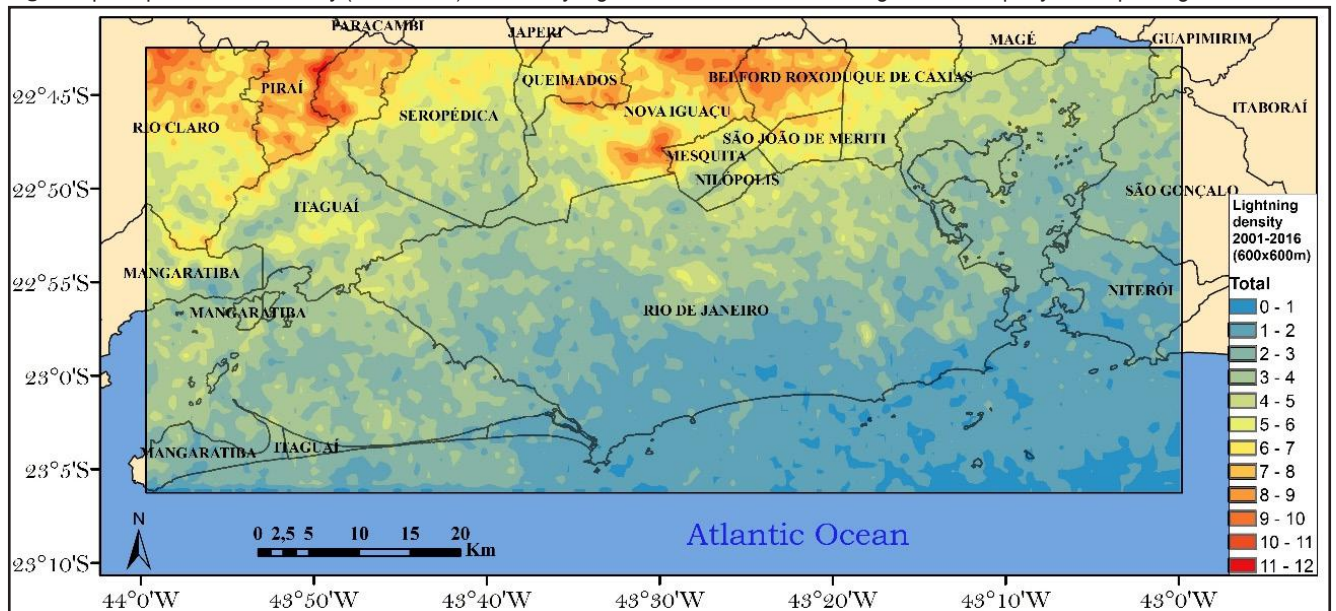 PARACAMBI
JAPERI
MAGÉ
GUAPIMIRIM
22°45'S
PIRAÍ
QUEIMADOS
BELFORD ROXO
DUQUE DE CAXIAS
RIO CLARO
SEROPÉDICA
NOVA IGUAÇU
ITABORAÍ
SÃO JOÃO DE MERITI
MESQUITA
NILÓPOLIS
22°50'S
SÃO GONÇALO
ITAGUAÍ
MANGARATIBA
22°55'S
MANGARATIBA
RIO DE JANEIRO
NITERÓI
23°0'S
MANGARATIBA
ITAGUAÍ
23°5'S
23°10'S
N
0 2,5 5 10 15 20
Km
Atlantic Ocean
Lightning
density
2001-2016
(600x600m)
Total
0 - 1
1 - 2
2 - 3
3 - 4
4 - 5
5 - 6
6 - 7
7 - 8
8 - 9
9 - 10
10 - 11
11 - 12
44°0'W 43°50'W 43°40'W 43°30'W 43°20'W 43°10'W 43°0'W